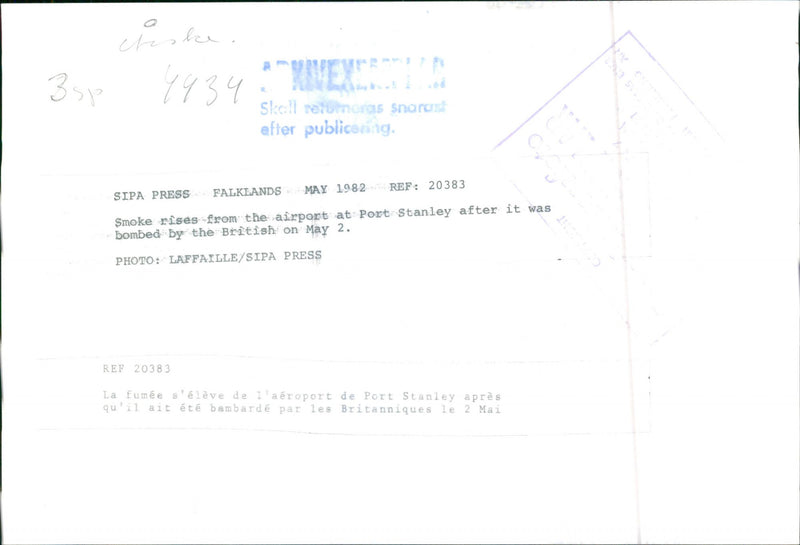 3sp 4934
ARKIVEXEMPLAR
Skall returneras snarast
efter publicering.
SIPA PRESS FALKLANDS MAY 1982 REF: 20383
Smoke rises from the airport at Port Stanley after it was
bombed by the British on May 2.
PHOTO: LAFFAILLE/SIPA PRESS
REF 20383
La fumée s'élève de l'aéroport de Port Stanley après
qu'il ait été bambardé par les Britanniques le 2 Mai